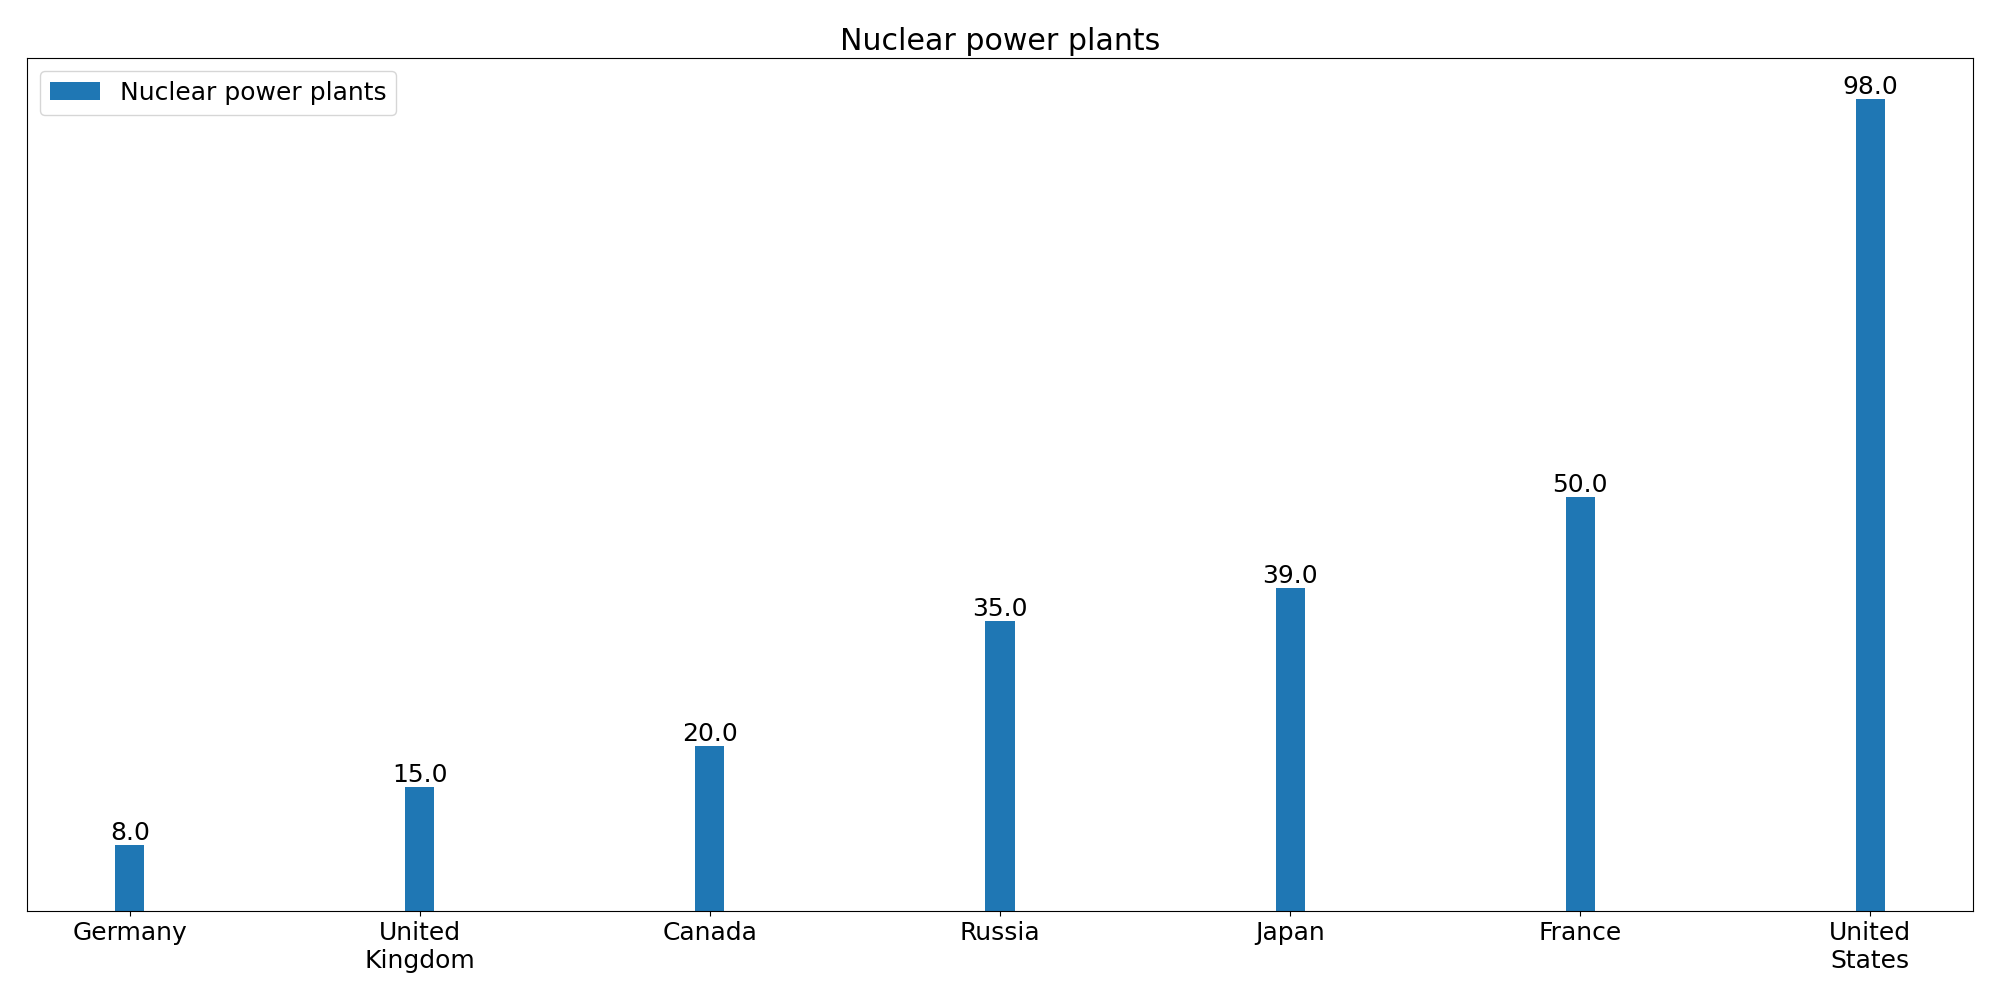 Nuclear power plants
Nuclear power plants
98.0
50.0
39.0
35.0
20.0
15.0
8.0
Germany
United
Kingdom
Canada
Russia
Japan
France
United
States